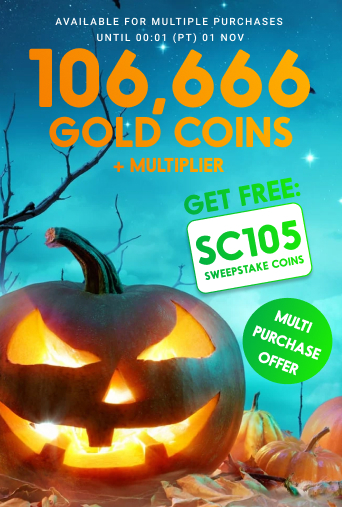 AVAILABLE FOR MULTIPLE PURCHASES
UNTIL 00:01 (PT) 01 NOV
106,666
GOLD COINS
+ MULTIPLIER
GET FREE:
SC105
SWEEPSTAKE COINS
MULTI
PURCHASE
OFFER